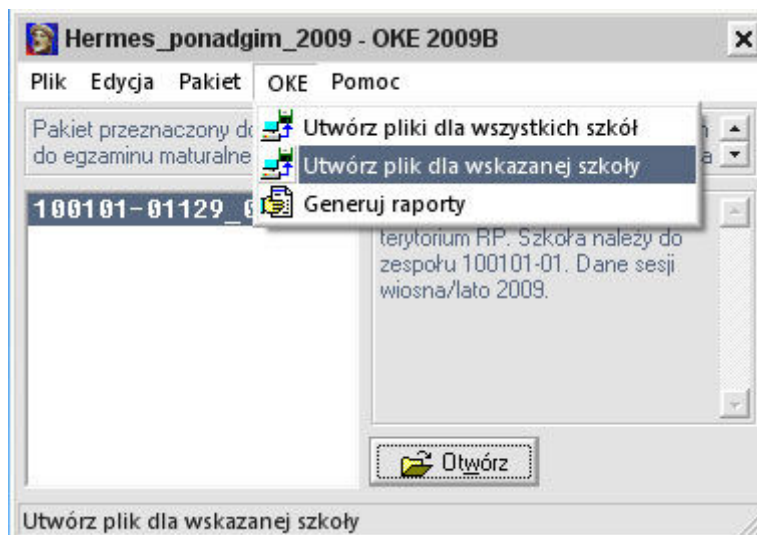 Hermes_ponadgim_2009 - OKE 2009B
Plik Edycja Pakiet OKE Pomoc
Pakiet przeznaczony
do egzaminu maturalne
Utwórz pliki dla wszystkich szkół
Utwórz plik dla wskazanej szkoły
Generuj raporty
100101-01129_
terytorium RP. Szkoła należy do
zespołu 100101-01. Dane sesji
wiosna/lato 2009.
Otwórz
Utwórz plik dla wskazanej szkoły